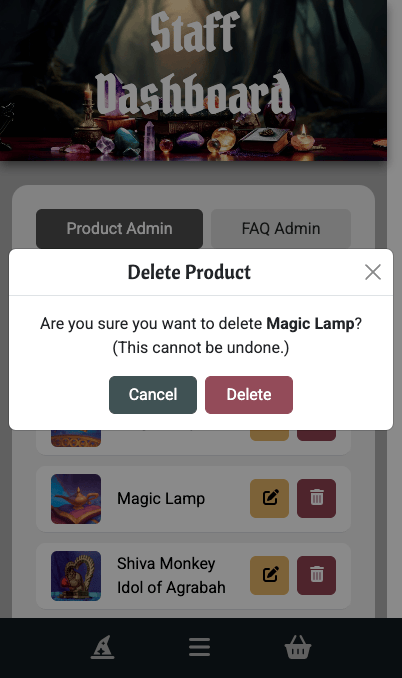 Staff
Dashboard
Product Admin
FAQ Admin
Delete Product
Are you sure you want to delete Magic Lamp?
(This cannot be undone.)
Cancel
Delete
Magic Lamp
Shiva Monkey
Idol of Agrabah